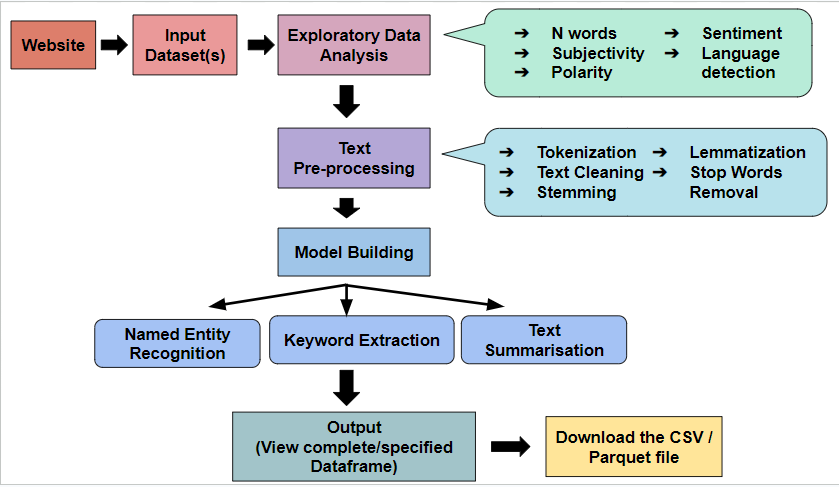 Website
Input
Dataset(s)
Exploratory Data
Analysis
➔ N words
➔ Subjectivity
➔ Polarity
➔ Sentiment
➔ Language
detection
Text
Pre-processing
➔ Tokenization
➔ Text Cleaning
➔ Stemming
➔ Lemmatization
➔ Stop Words
Removal
Model Building
Named Entity
Recognition
Keyword Extraction
Text
Summarisation
Output
(View complete/specified
Dataframe)
Download the CSV /
Parquet file